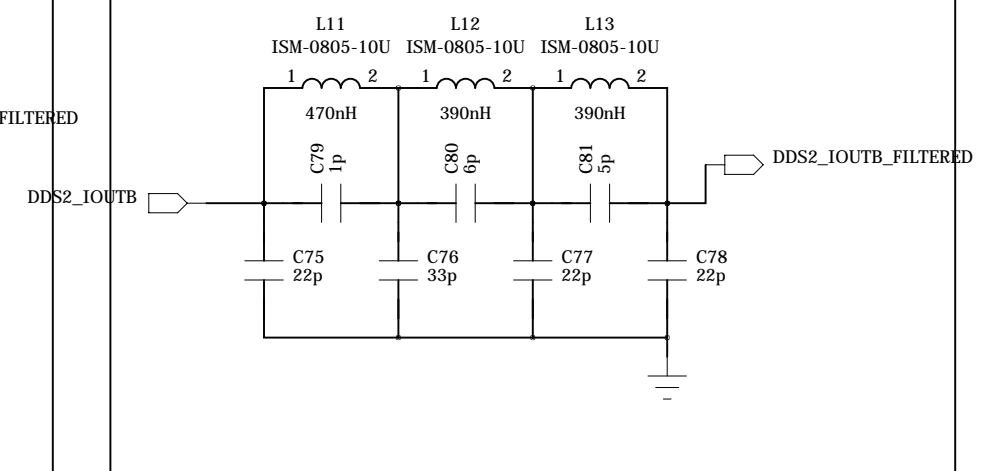 L11
ISM-0805-10U
1 2
470nH
L12
ISM-0805-10U
1 2
390nH
L13
ISM-0805-10U
1 2
390nH
FILTERED
C79
1p
C80
6p
C81
5p
DDS2_IOUTB_FILTERED
DDS2_IOUTB
C75
22p
C76
33p
C77
22p
C78
22p